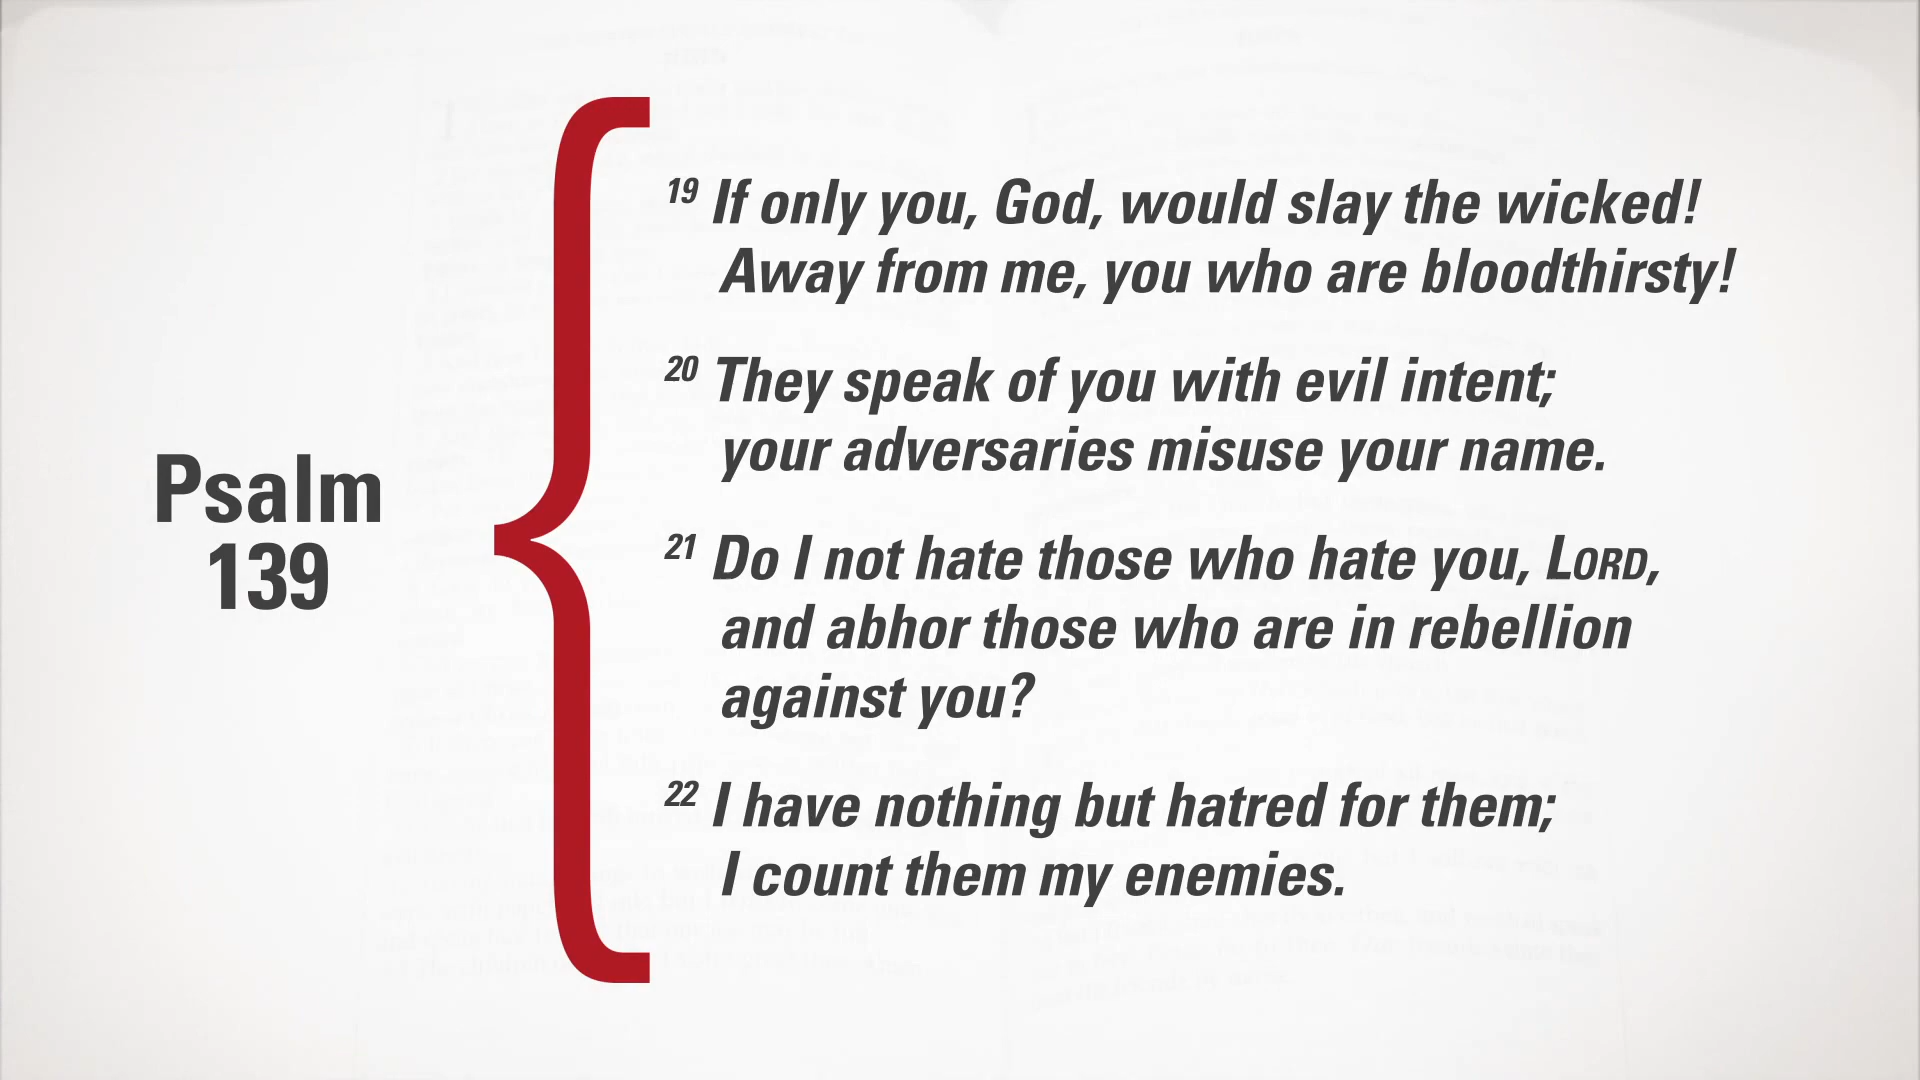 Psalm
139
19 If only you, God, would slay the wicked!
Away from me, you who are bloodthirsty!
20 They speak of you with evil intent;
your adversaries misuse your name.
21 Do I not hate those who hate you, LORD,
and abhor those who are in rebellion
against you?
22 I have nothing but hatred for them;
I count them my enemies.